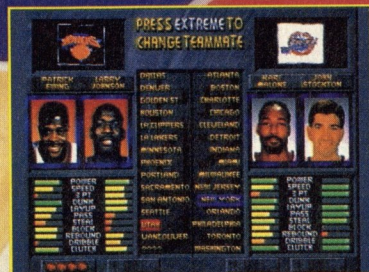 PRESS EXTREME TO
CHANGE TEAMMATE
PATRICK
EWING
LARRY
JOHNSON
KARL
MALONE
JOHN
STOCKTON
DALLAS
DENVER
GOLDEN ST
HOUSTON
LA CLIPPERS
LA LAKERS
MINNESOTA
PHOENIX
PORTLAND
SACRAMENTO
SAN ANTONIO
SEATTLE
UTAH
VANCOUVER
????
ATLANTA
BOSTON
CHARLOTTE
CHICAGO
CLEVELAND
DETROIT
INDIANA
MIAMI
MILWAUKEE
NEW JERSEY
NEW YORK
ORLANDO
PHILADELPHIA
TORONTO
WASHINGTON
POWER
SPEED
3 PT
DUNK
LAYUP
PASS
STEAL
BLOCK
REBOUND
DRIBBLE
CLUTCH
POWER
SPEED
3 PT
DUNK
LAYUP
PASS
STEAL
BLOCK
REBOUND
DRIBBLE
CLUTCH